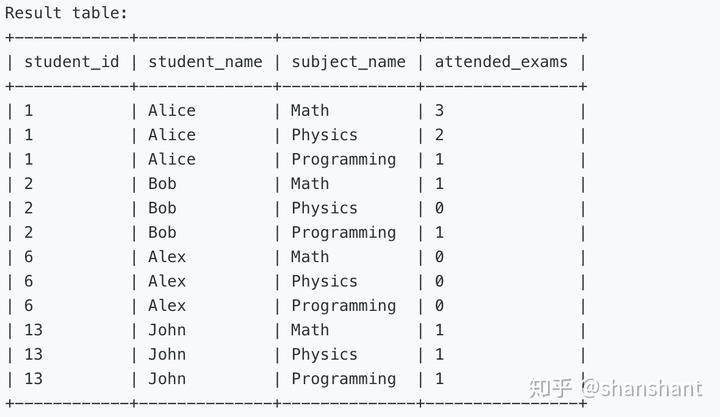 Result table:
+------------+--------------+--------------+----------------+
| student_id | student_name | subject_name | attended_exams |
+------------+--------------+--------------+----------------+
| 1          | Alice        | Math         | 3              |
| 1          | Alice        | Physics      | 2              |
| 1          | Alice        | Programming  | 1              |
| 2          | Bob          | Math         | 1              |
| 2          | Bob          | Physics      | 0              |
| 2          | Bob          | Programming  | 1              |
| 6          | Alex         | Math         | 0              |
| 6          | Alex         | Physics      | 0              |
| 6          | Alex         | Programming  | 0              |
| 13         | John         | Math         | 1              |
| 13         | John         | Physics      | 1              |
| 13         | John         | Programming  | 1              |
+------------+--------------+--------------+----------------+
知乎 @shanshant